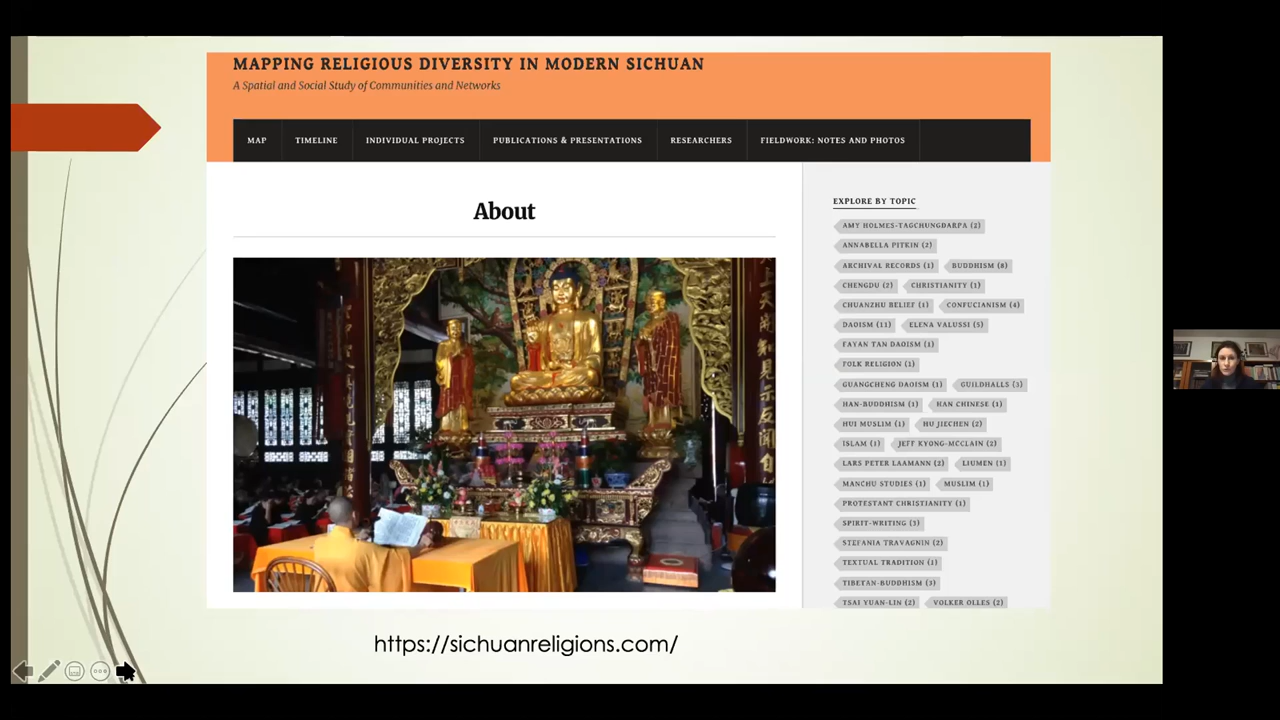 MAPPING RELIGIOUS DIVERSITY IN MODERN SICHUAN
A Spatial and Social Study of Communities and Networks
MAP TIMELINE INDIVIDUAL PROJECTS PUBLICATIONS & PRESENTATIONS RESEARCHERS FIELDWORK: NOTES AND PHOTOS
About
EXPLORE BY TOPIC
AMY HOLMES-TAGCHUNGDARPA (2)
ANNABELLA PITKIN (2)
ARCHIVAL RECORDS (1) BUDDHISM (8)
CHENGDU (2) CHRISTIANITY (1)
CHUANZHU BELIEF (1) CONFUCIANISM (4)
DAOISM (11) ELENA VALUSSI (5)
FAYAN TAN DAOISM (1)
FOLK RELIGION (1)
GUANGCHENG DAOISM (1) GUILDHALLS (3)
HAN-BUDDHISM (1) HAN CHINESE (1)
HUI MUSLIM (1) HU JIECHEN (2)
ISLAM (1) JEFF KYONG-MCCLAIN (2)
LARS PETER LAAMANN (2) LIUMEN (1)
MANCHU STUDIES (1) MUSLIM (1)
PROTESTANT CHRISTIANITY (1)
SPIRIT-WRITING (3)
STEFANIA TRAVAGNIN (2)
TEXTUAL TRADITION (1)
TIBETAN-BUDDHISM (3)
TSAI YUAN-LIN (2) VOLKER OLLES (2)
https://sichuanreligions.com/